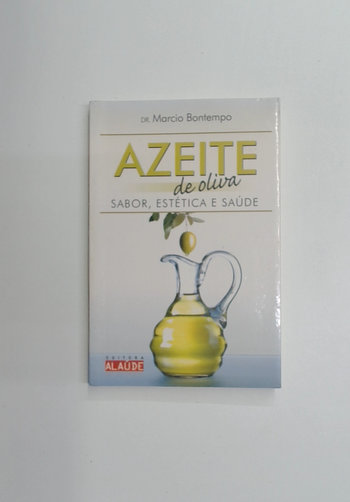 DR. Marcio Bontempo
AZEITE
de oliva
SABOR, ESTÉTICA E SAÚDE
EDITORA
ALAÚDE